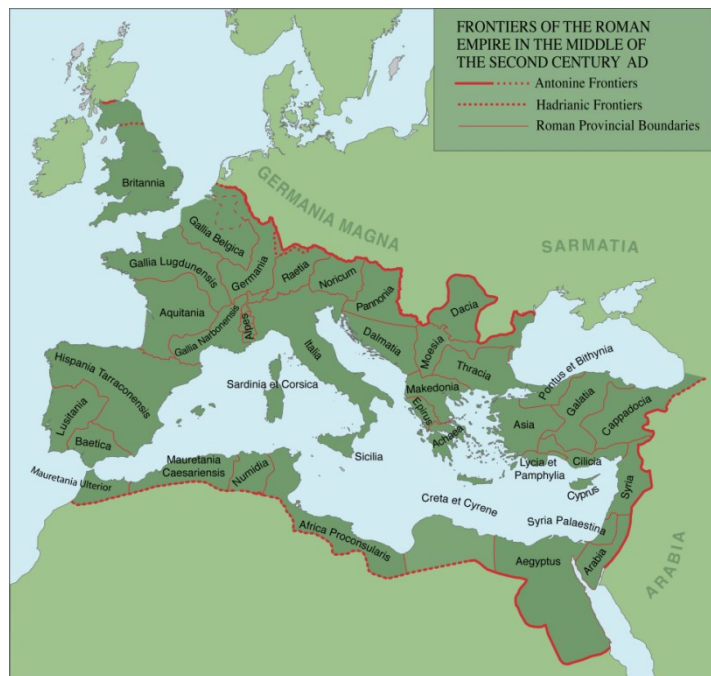 FRONTIERS OF THE ROMAN
EMPIRE IN THE MIDDLE OF
THE SECOND CENTURY AD
Antonine Frontiers
Hadrianic Frontiers
Roman Provincial Boundaries
Britannia
GERMANIA MAGNA
SARMATIA
Gallia Belgica
Gallia Lugdunensis
Germania
Raetia
Noricum
Pannonia
Dacia
Aquitania
Gallia Narbonensis
Alpes
Italia
Dalmatia
Moesia
Thracia
Pontus et Bithynia
Hispania Tarraconensis
Lusitania
Baetica
Sardinia et Corsica
Makedonia
Epirus
Achaea
Asia
Galatia
Cappadocia
Mauretania Ulterior
Mauretania
Caesariensis
Numidia
Sicilia
Lycia et
Pamphylia
Cilicia
Cyprus
Syria
Creta et Cyrene
Syria Palaestina
Africa Proconsularis
Aegyptus
Arabia
ARABIA